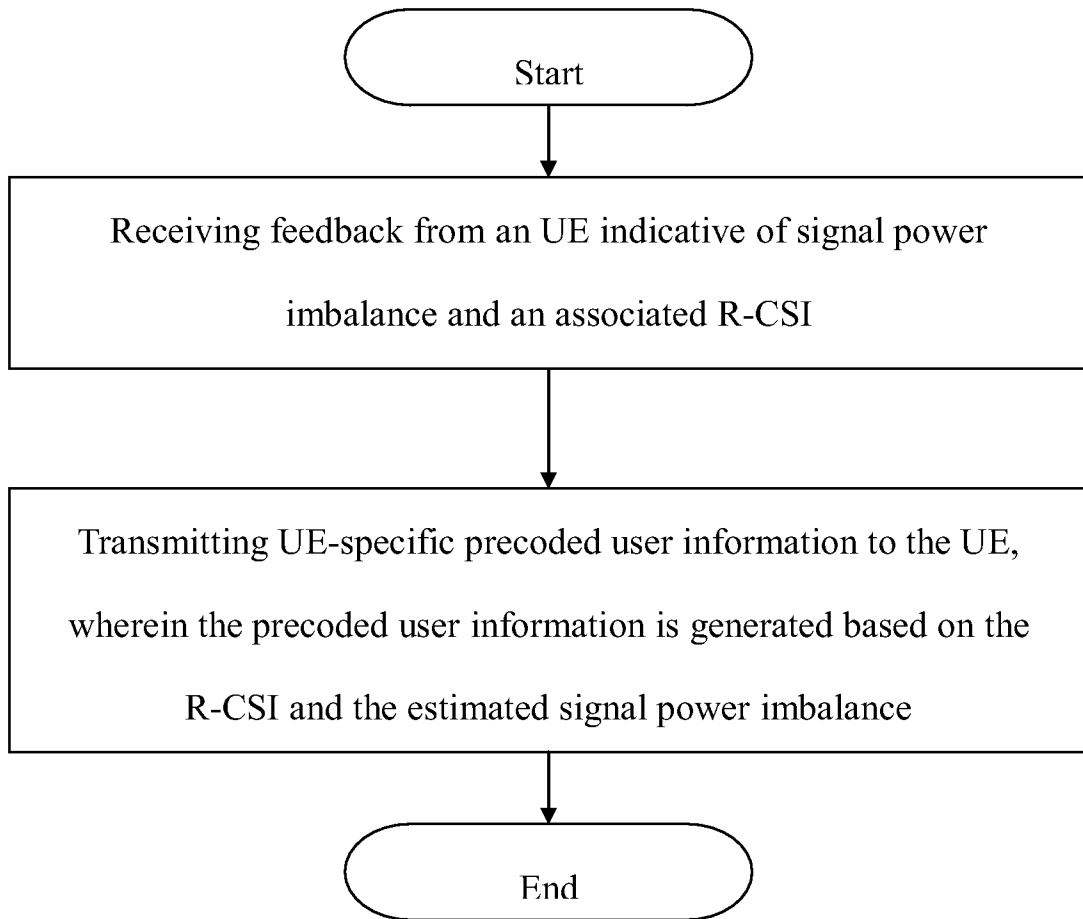 Start
Receiving feedback from an UE indicative of signal power
imbalance and an associated R-CSI
Transmitting UE-specific precoded user information to the UE,
wherein the precoded user information is generated based on the
R-CSI and the estimated signal power imbalance
End